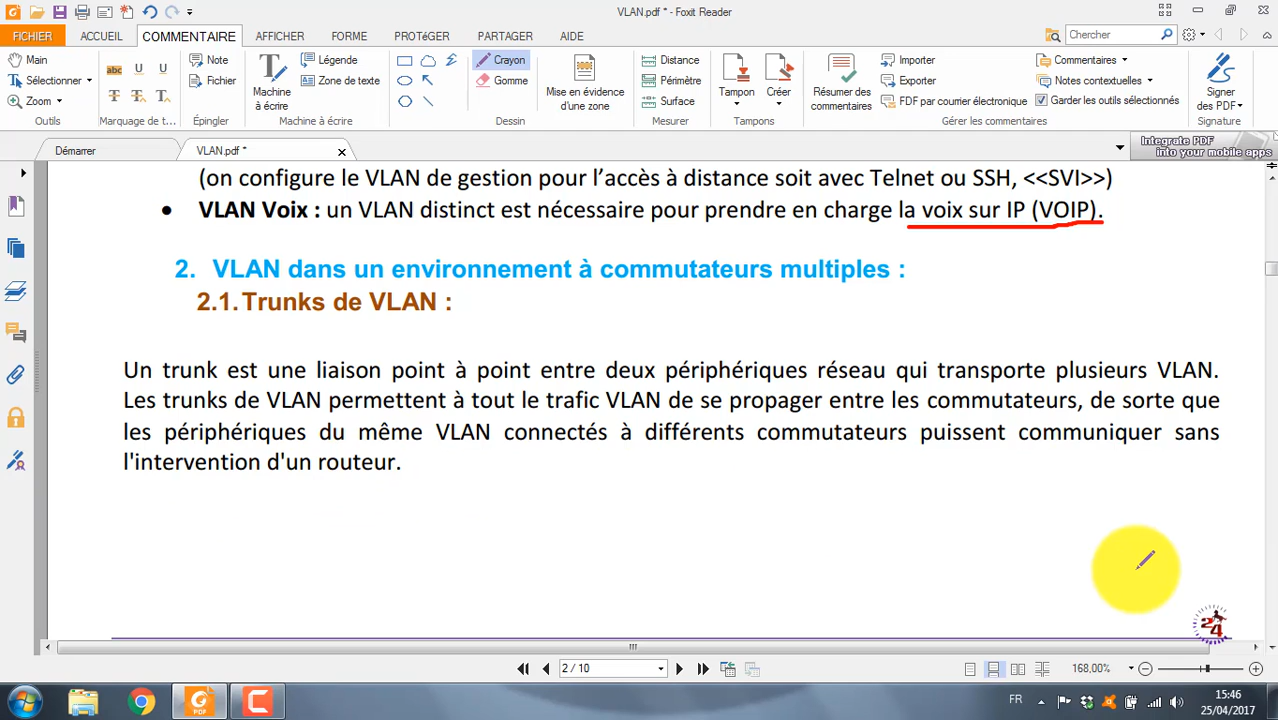 VLAN.pdf * - Foxit Reader
FICHIER ACCUEIL COMMENTAIRE AFFICHER FORME PROTéGER PARTAGER AIDE Chercher
Main
Sélectionner
Zoom
Outils
abc U U
T T T
Marquage de t...
Note
Fichier
Épingler
Machine
à écrire
Légende
Zone de texte
Machine à écrire
Crayon
Gomme
Dessin
Mise en évidence
d'une zone
Distance
Périmètre
Surface
Mesurer
Tampon
Créer
Tampons
Résumer des
commentaires
Importer
Exporter
FDF par courrier électronique
Commentaires
Notes contextuelles
Garder les outils sélectionnés
Gérer les commentaires
Signer
des PDF
Signature
Démarrer VLAN.pdf *
Integrate PDF
into your mobile apps
(on configure le VLAN de gestion pour l’accès à distance soit avec Telnet ou SSH, <<SVI>>)
• VLAN Voix : un VLAN distinct est nécessaire pour prendre en charge la voix sur IP (VOIP).
2. VLAN dans un environnement à commutateurs multiples :
2.1. Trunks de VLAN :
Un trunk est une liaison point à point entre deux périphériques réseau qui transporte plusieurs VLAN.
Les trunks de VLAN permettent à tout le trafic VLAN de se propager entre les commutateurs, de sorte que
les périphériques du même VLAN connectés à différents commutateurs puissent communiquer sans
l'intervention d'un routeur.
24
2 / 10 168,00%
PDF FR 15:46
25/04/2017